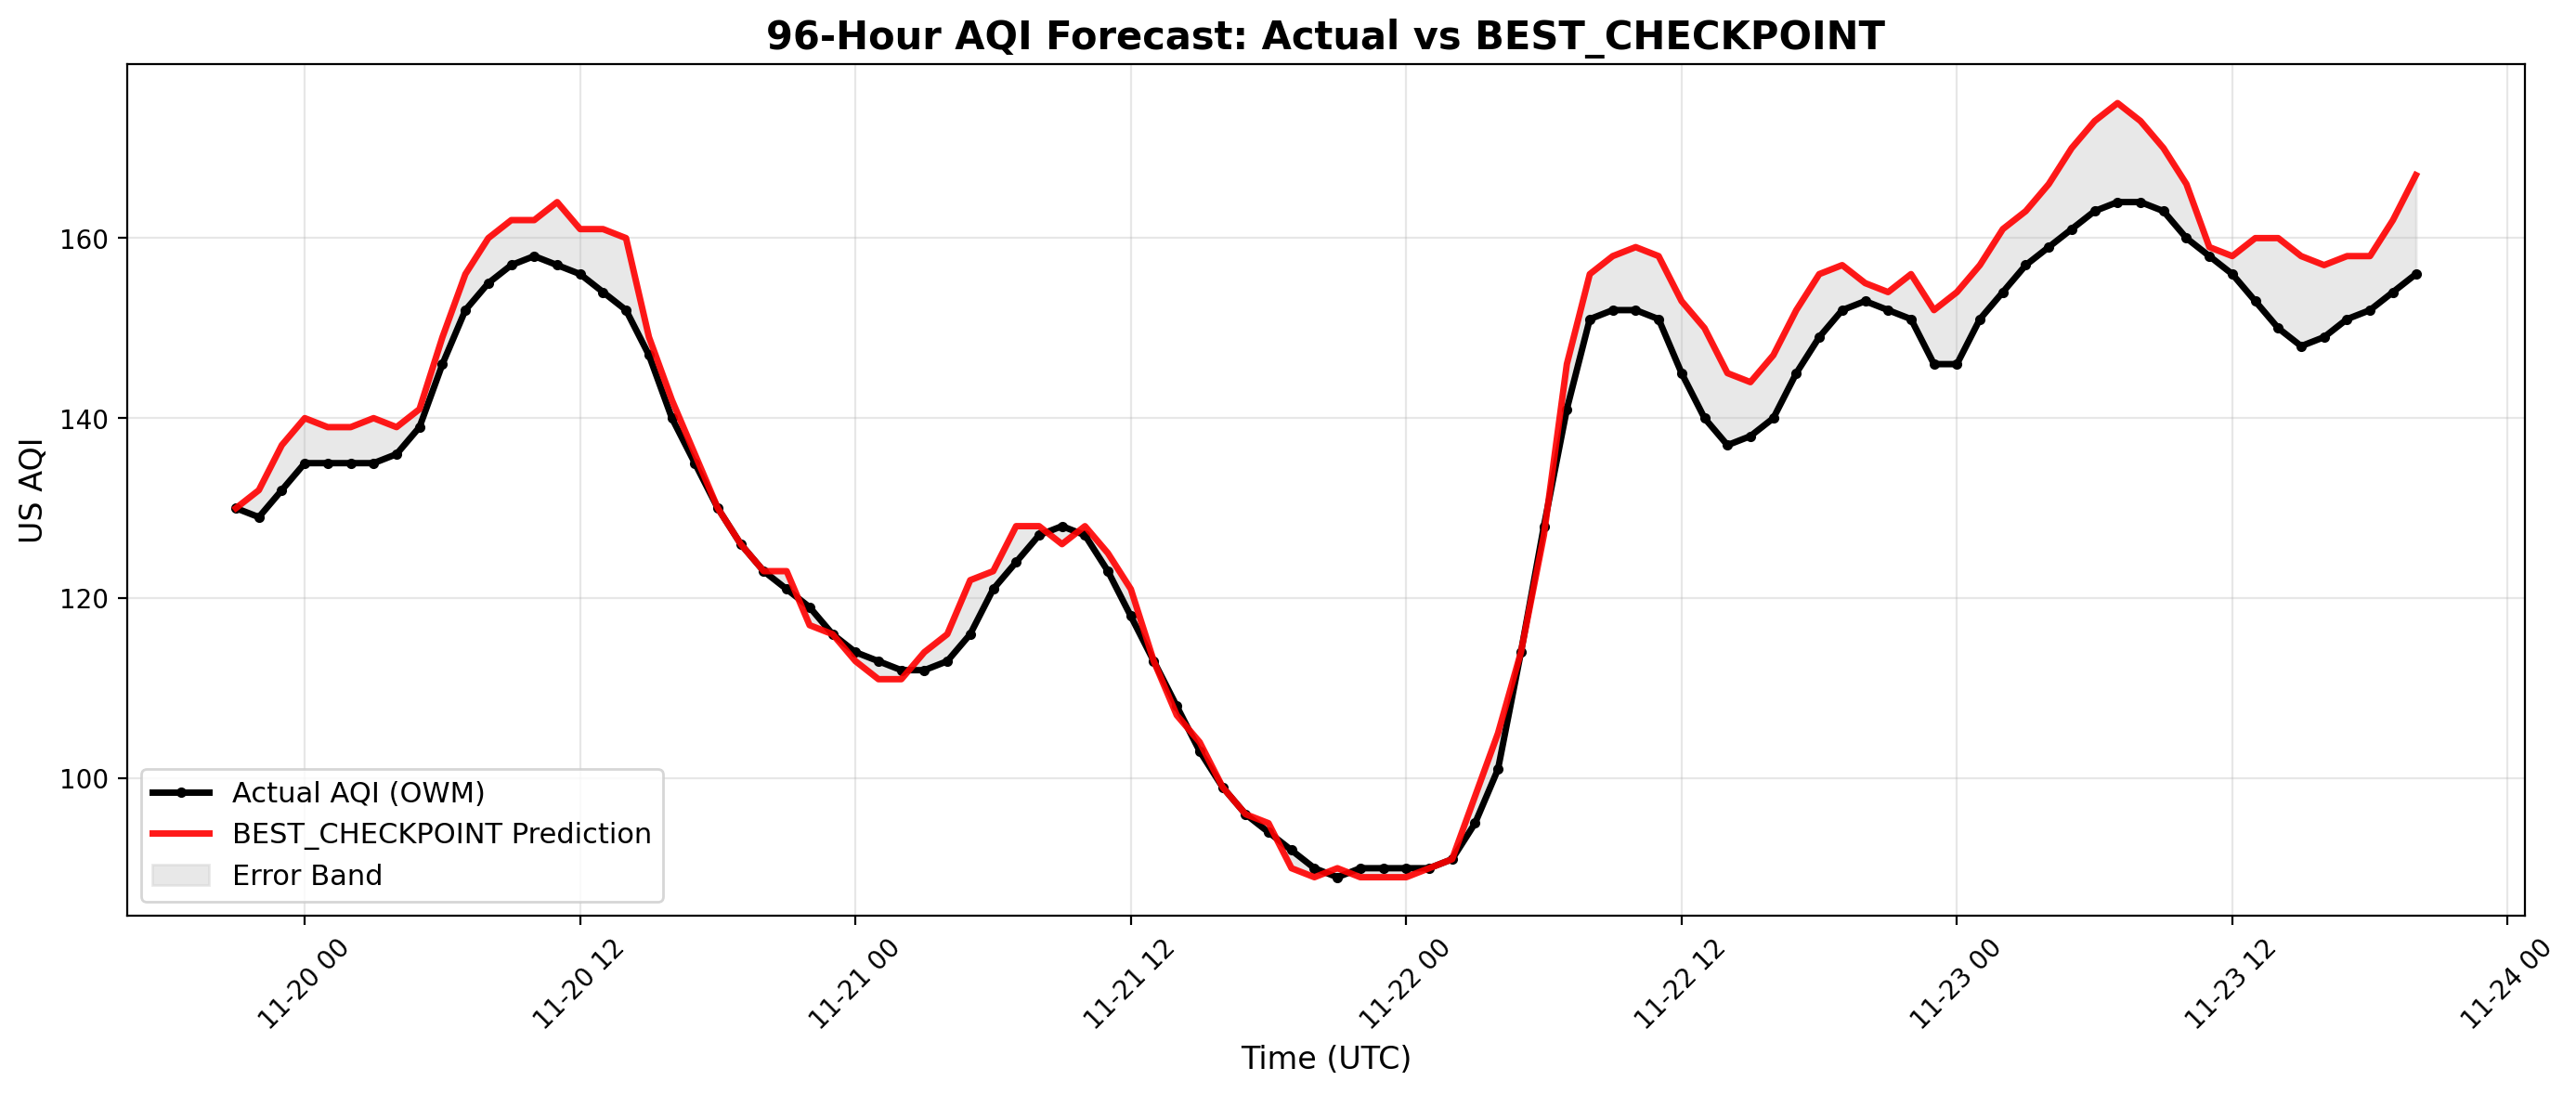 96-Hour AQI Forecast: Actual vs BEST_CHECKPOINT
US AQI
160
140
120
100
Actual AQI (OWM)
BEST_CHECKPOINT Prediction
Error Band
11-20 00
11-20 12
11-21 00
11-21 12
11-22 00
11-22 12
11-23 00
11-23 12
11-24 00
Time (UTC)